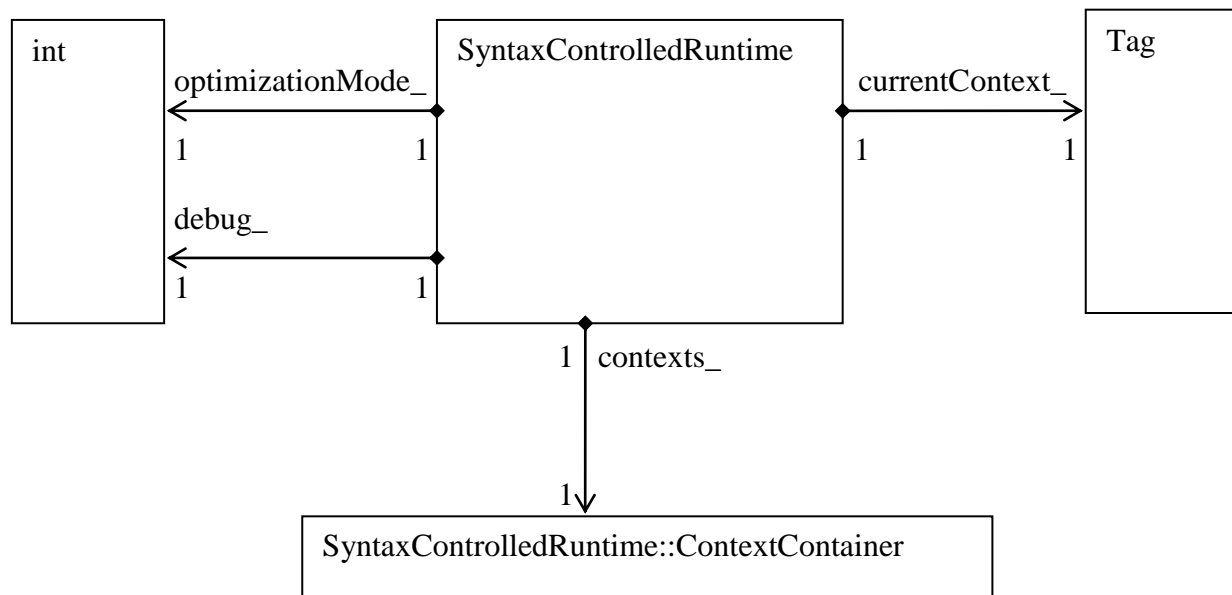 int
SyntaxControlledRuntime
Tag
optimizationMode_
currentContext_
1
1
1
1
debug_
1
1
1
contexts_
1
SyntaxControlledRuntime::ContextContainer